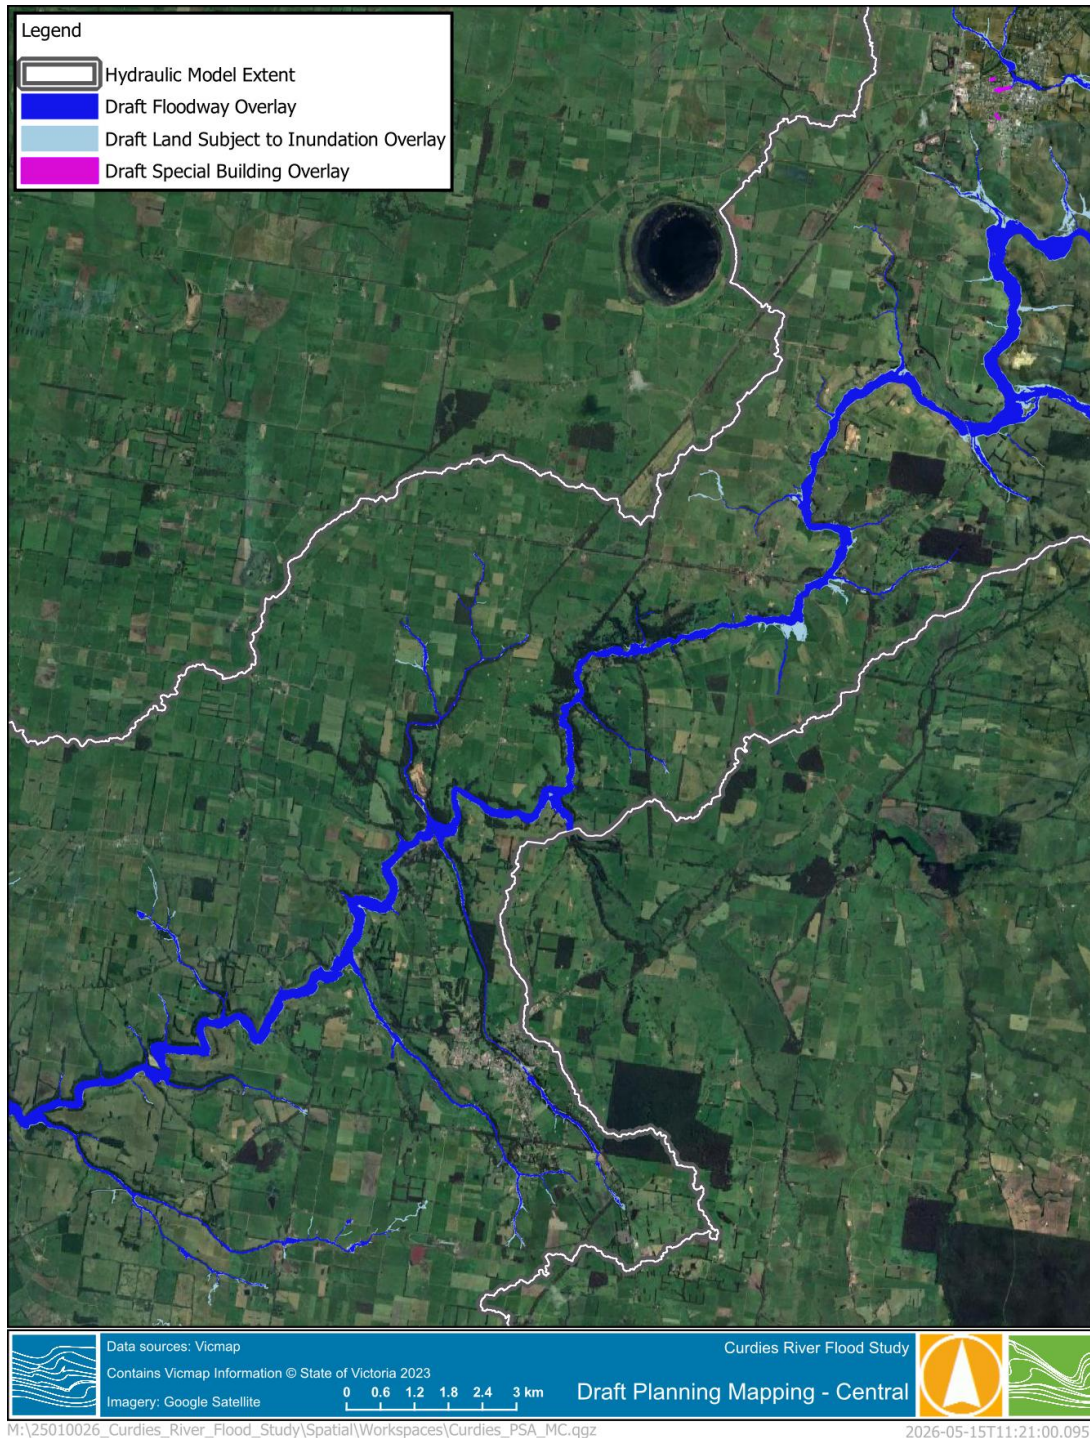 Legend
Hydraulic Model Extent
Draft Floodway Overlay
Draft Land Subject to Inundation Overlay
Draft Special Building Overlay
Data sources: Vicmap
Contains Vicmap Information © State of Victoria 2023
Imagery: Google Satellite
0 0.6 1.2 1.8 2.4 3 km
Curdies River Flood Study
Draft Planning Mapping - Central
M:\25010026_Curdies_River_Flood_Study\Spatial\Workspaces\Curdies_PSA_MC.qgz
2026-05-15T11:21:00.095